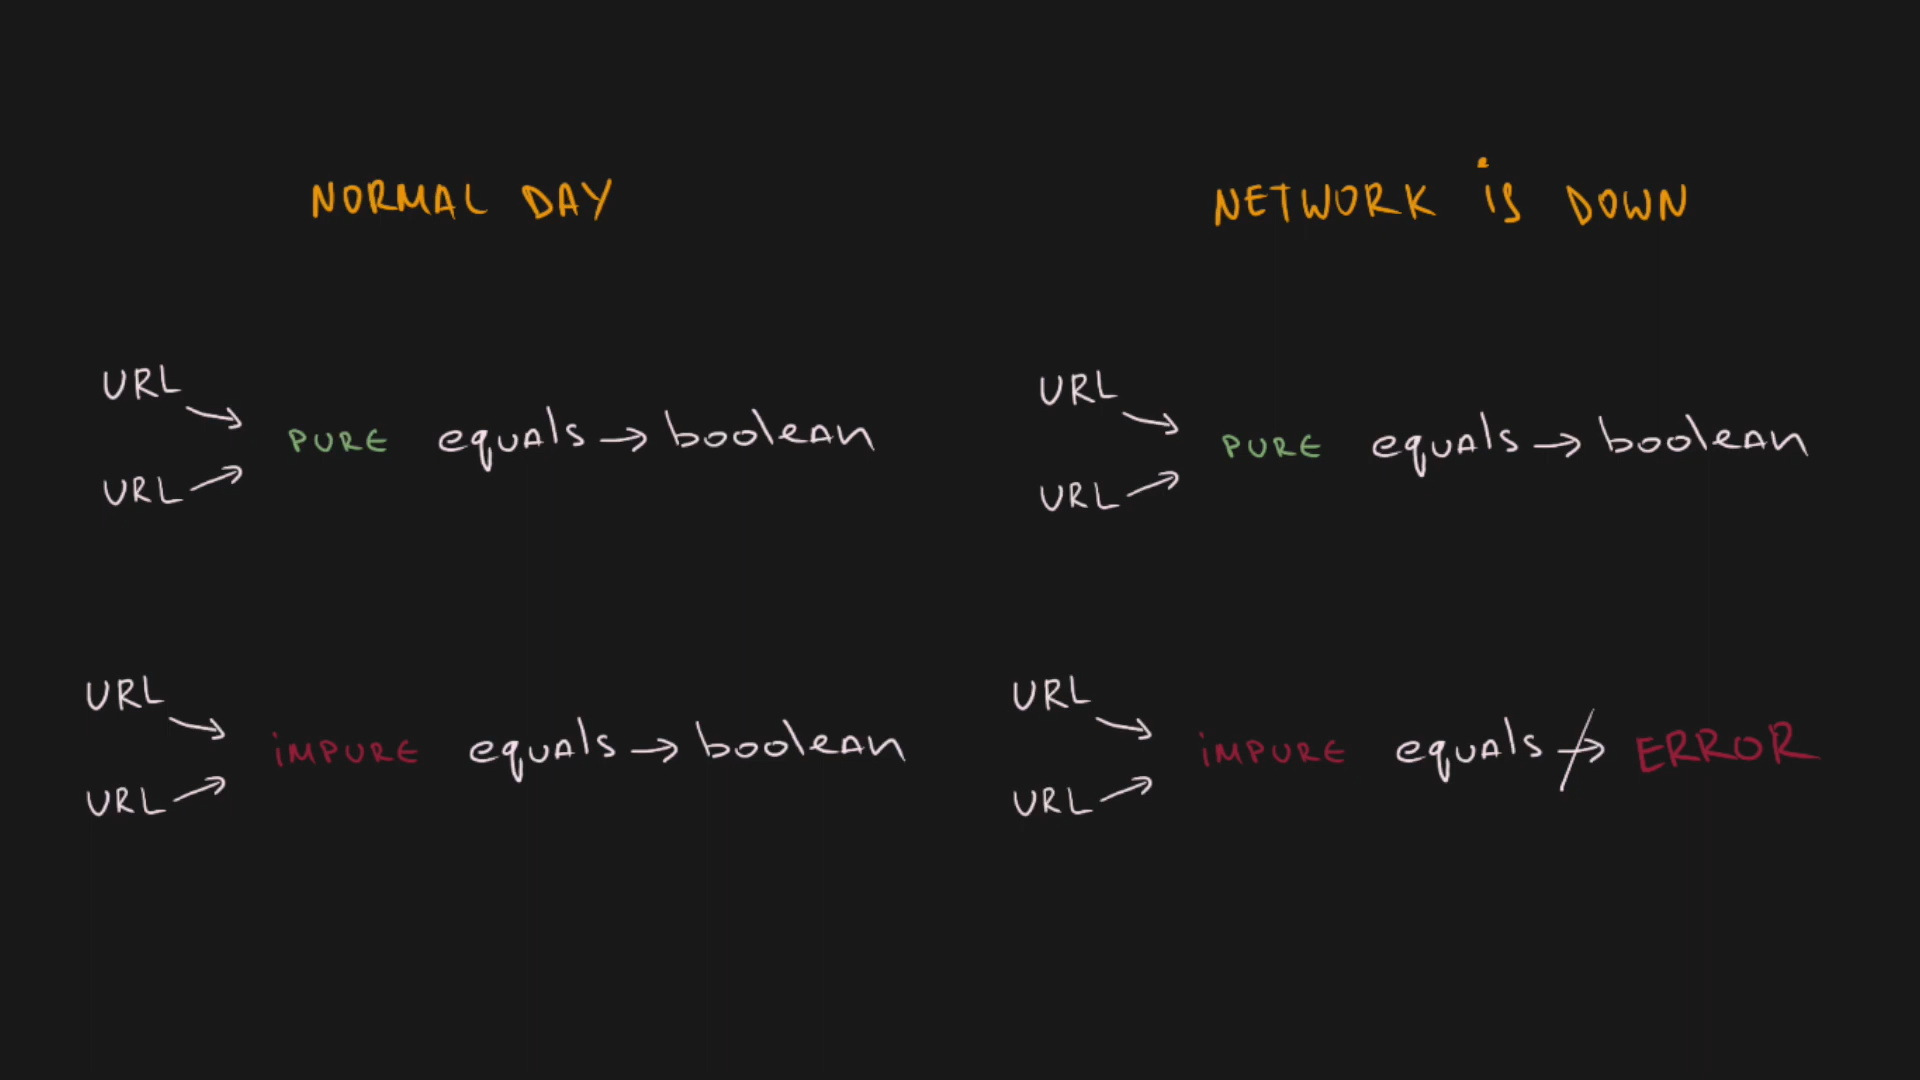 NORMAL DAY
URL
URL
PURE equals → boolean
URL
URL
iMPURE equals → boolean
NETWORK iS DOWN
URL
URL
PURE equals → boolean
URL
URL
iMPURE equals → ERROR